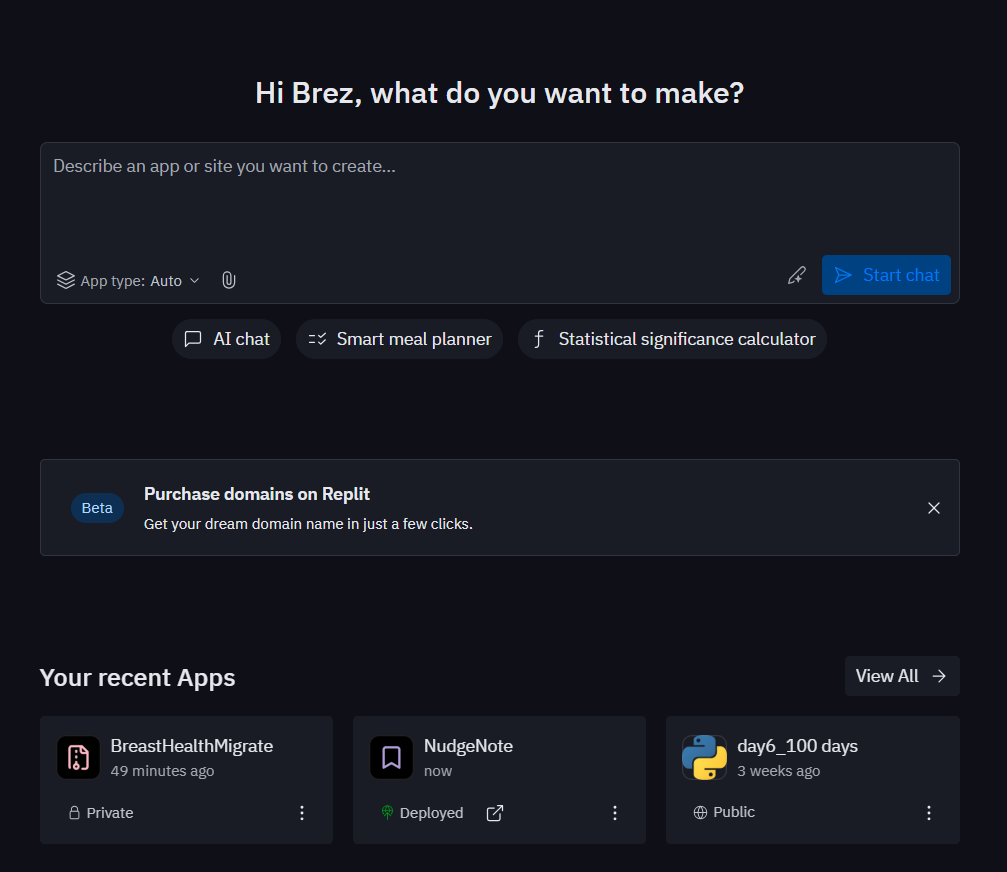 Hi Brez, what do you want to make?
Describe an app or site you want to create...
App type: Auto
Start chat
AI chat
Smart meal planner
Statistical significance calculator
Beta
Purchase domains on Replit
Get your dream domain name in just a few clicks.
Your recent Apps
View All
BreastHealthMigrate
49 minutes ago
Private
NudgeNote
now
Deployed
day6_100 days
3 weeks ago
Public